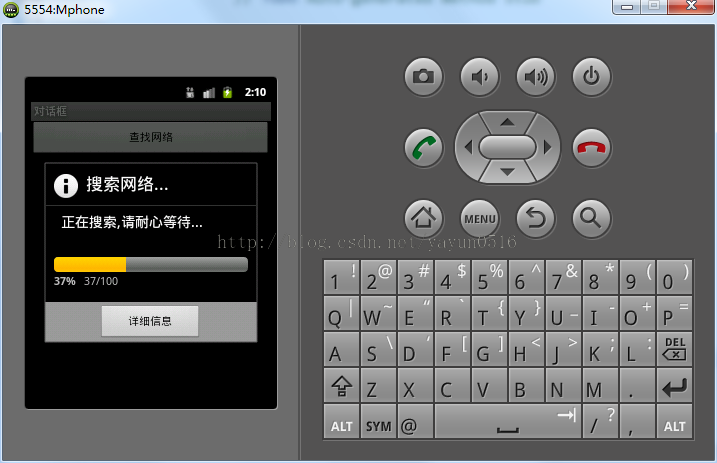 5554:Mphone
2:10
对话框
查找网络
搜索网络...
正在搜索,请耐心等待...
37% 37/100
详细信息
http://blog.csdn.net/yayun0516
MENU
1 ! 2 @ 3 # 4 $ 5 % 6 ^ 7 & 8 * 9 ( 0 )
Q | W ~ E “ R ` T { Y } U _ I - O + P =
A S \ D ‘ F [ G ] H < J > K ; L : DEL
Z X C V B N M .
ALT SYM @ / ? , ALT